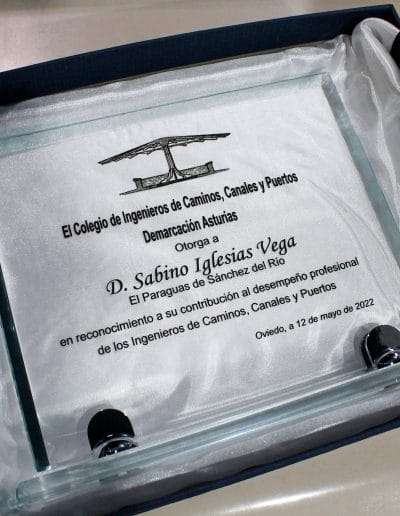 El Colegio de Ingenieros de Caminos, Canales y Puertos
Demarcación Asturias
Otorga a
D. Sabino Iglesias Vega
El Paraguas de Sánchez del Río
en reconocimiento a su contribución al desempeño profesional
de los Ingenieros de Caminos, Canales y Puertos
Oviedo, a 12 de mayo de 2022